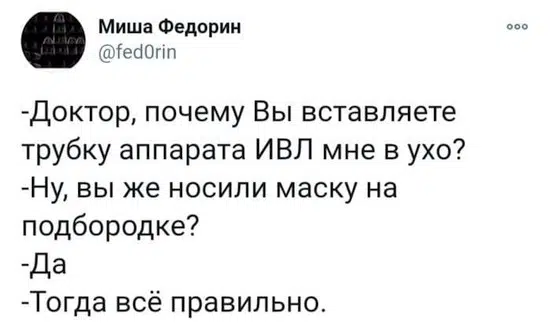 Миша Федорин
@fed0rin
-Доктор, почему Вы вставляете
трубку аппарата ИВЛ мне в ухо?
-Ну, вы же носили маску на
подбородке?
-Да
-Тогда всё правильно.